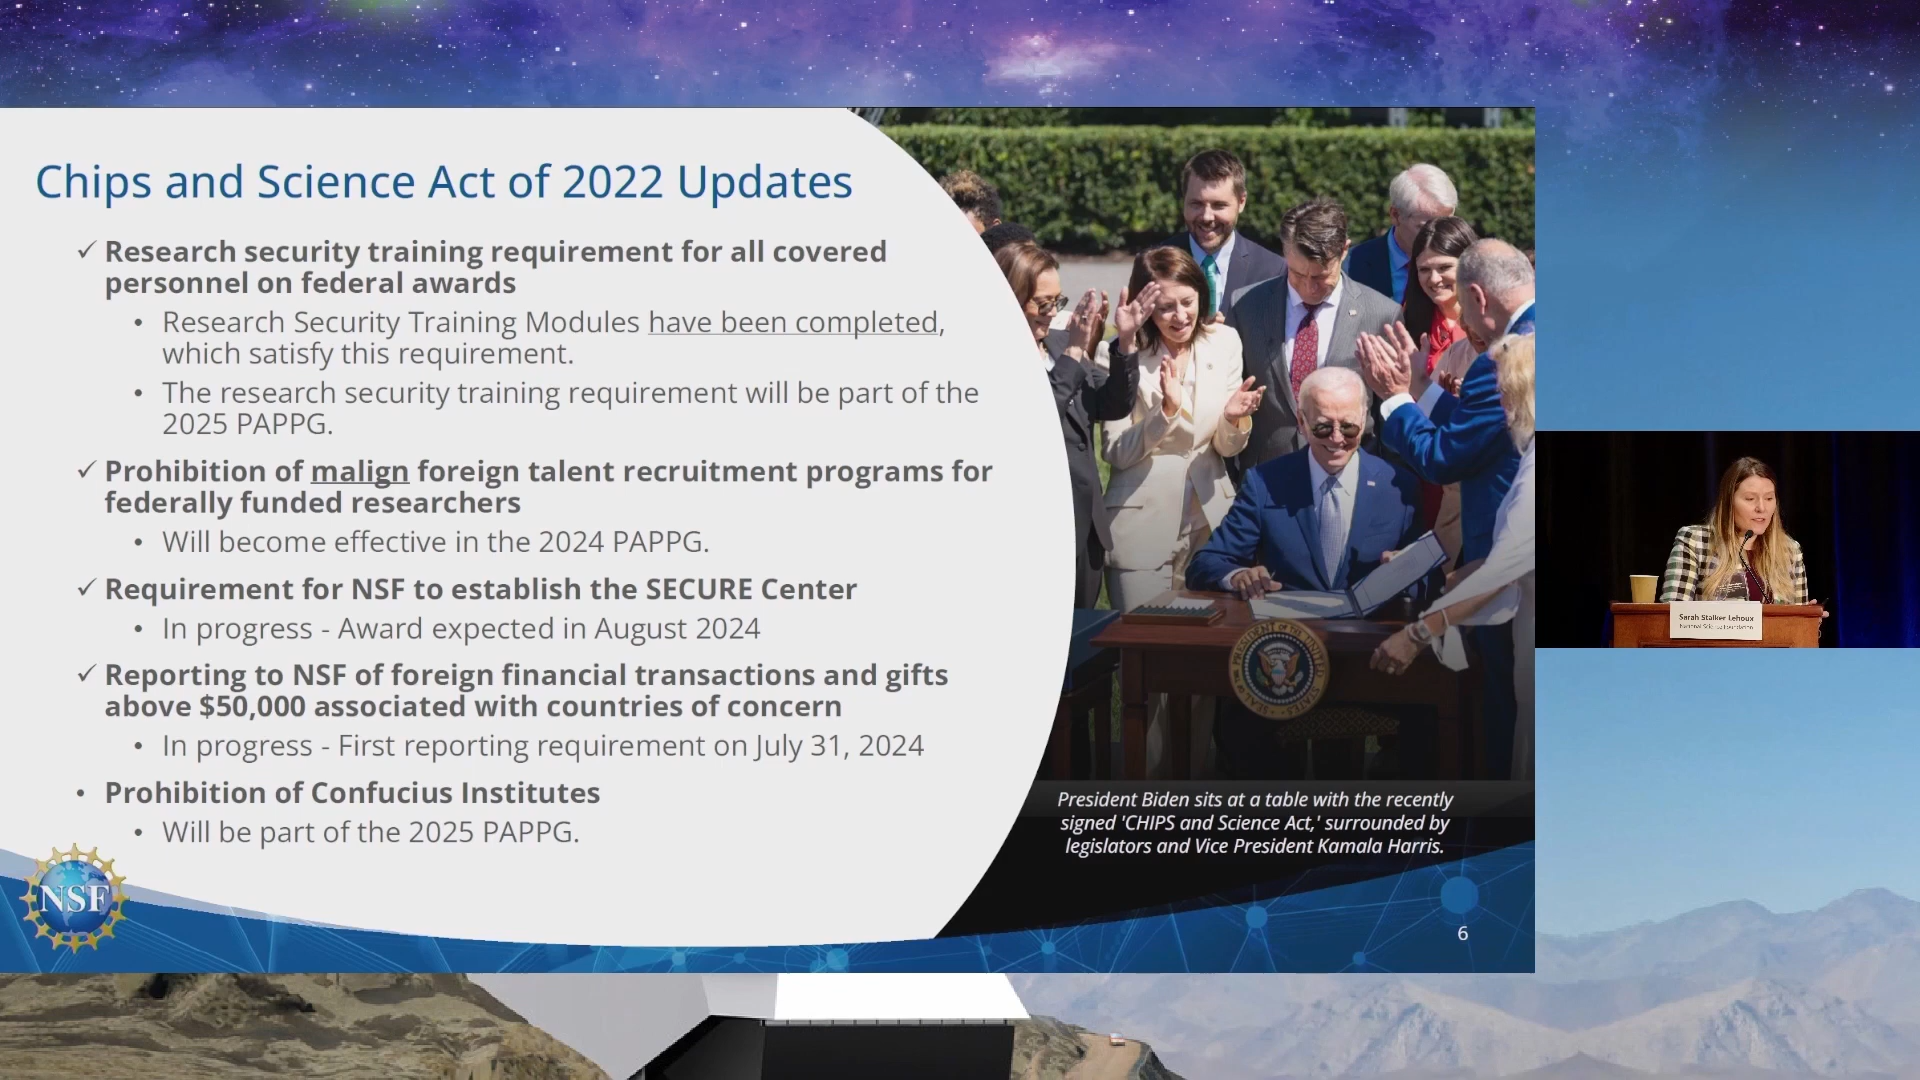 Chips and Science Act of 2022 Updates
✓ Research security training requirement for all covered
personnel on federal awards
• Research Security Training Modules have been completed,
which satisfy this requirement.
• The research security training requirement will be part of the
2025 PAPPG.
✓ Prohibition of malign foreign talent recruitment programs for
federally funded researchers
• Will become effective in the 2024 PAPPG.
✓ Requirement for NSF to establish the SECURE Center
• In progress - Award expected in August 2024
✓ Reporting to NSF of foreign financial transactions and gifts
above $50,000 associated with countries of concern
• In progress - First reporting requirement on July 31, 2024
• Prohibition of Confucius Institutes
• Will be part of the 2025 PAPPG.
NSF
President Biden sits at a table with the recently
signed 'CHIPS and Science Act,' surrounded by
legislators and Vice President Kamala Harris.
6
Sarah Stalker Lehoux
National Science Foundation